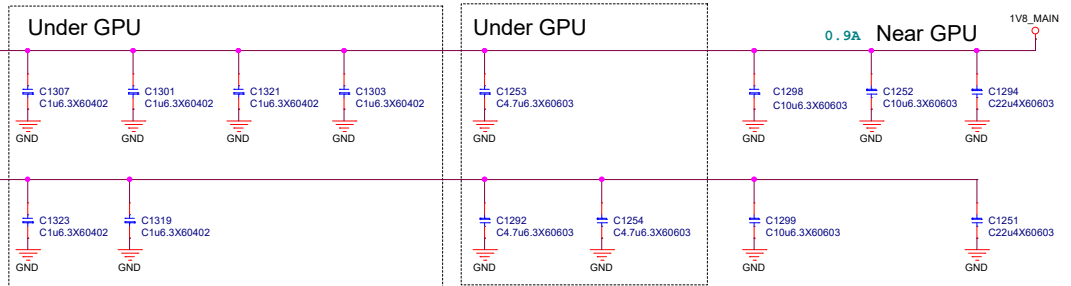 Under GPU
Under GPU
0.9A Near GPU
1V8_MAIN
C1307
C1u6.3X60402
C1301
C1u6.3X60402
C1321
C1u6.3X60402
C1303
C1u6.3X60402
C1253
C4.7u6.3X60603
C1298
C10u6.3X60603
C1252
C10u6.3X60603
C1294
C22u4X60603
GND
GND
GND
GND
GND
GND
GND
GND
C1323
C1u6.3X60402
C1319
C1u6.3X60402
C1292
C4.7u6.3X60603
C1254
C4.7u6.3X60603
C1299
C10u6.3X60603
C1251
C22u4X60603
GND
GND
GND
GND
GND
GND